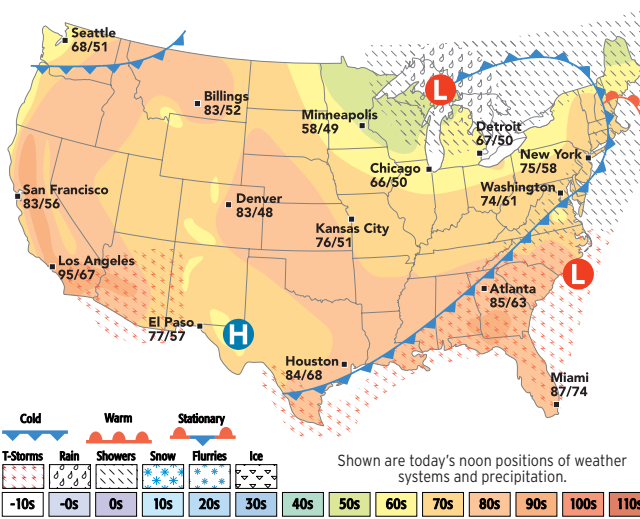 Seattle
68/51
Billings
83/52
Minneapolis
58/49
L
Detroit
67/50
New York
75/58
Chicago
66/50
Washington
74/61
San Francisco
83/56
Denver
83/48
Kansas City
76/51
Los Angeles
95/67
L
Atlanta
85/63
El Paso
77/57
H
Houston
84/68
Miami
87/74
Cold
Warm
Stationary
T-Storms Rain Showers Snow Flurries Ice
Shown are today's noon positions of weather
systems and precipitation.
-10s -0s 0s 10s 20s 30s 40s 50s 60s 70s 80s 90s 100s 110s